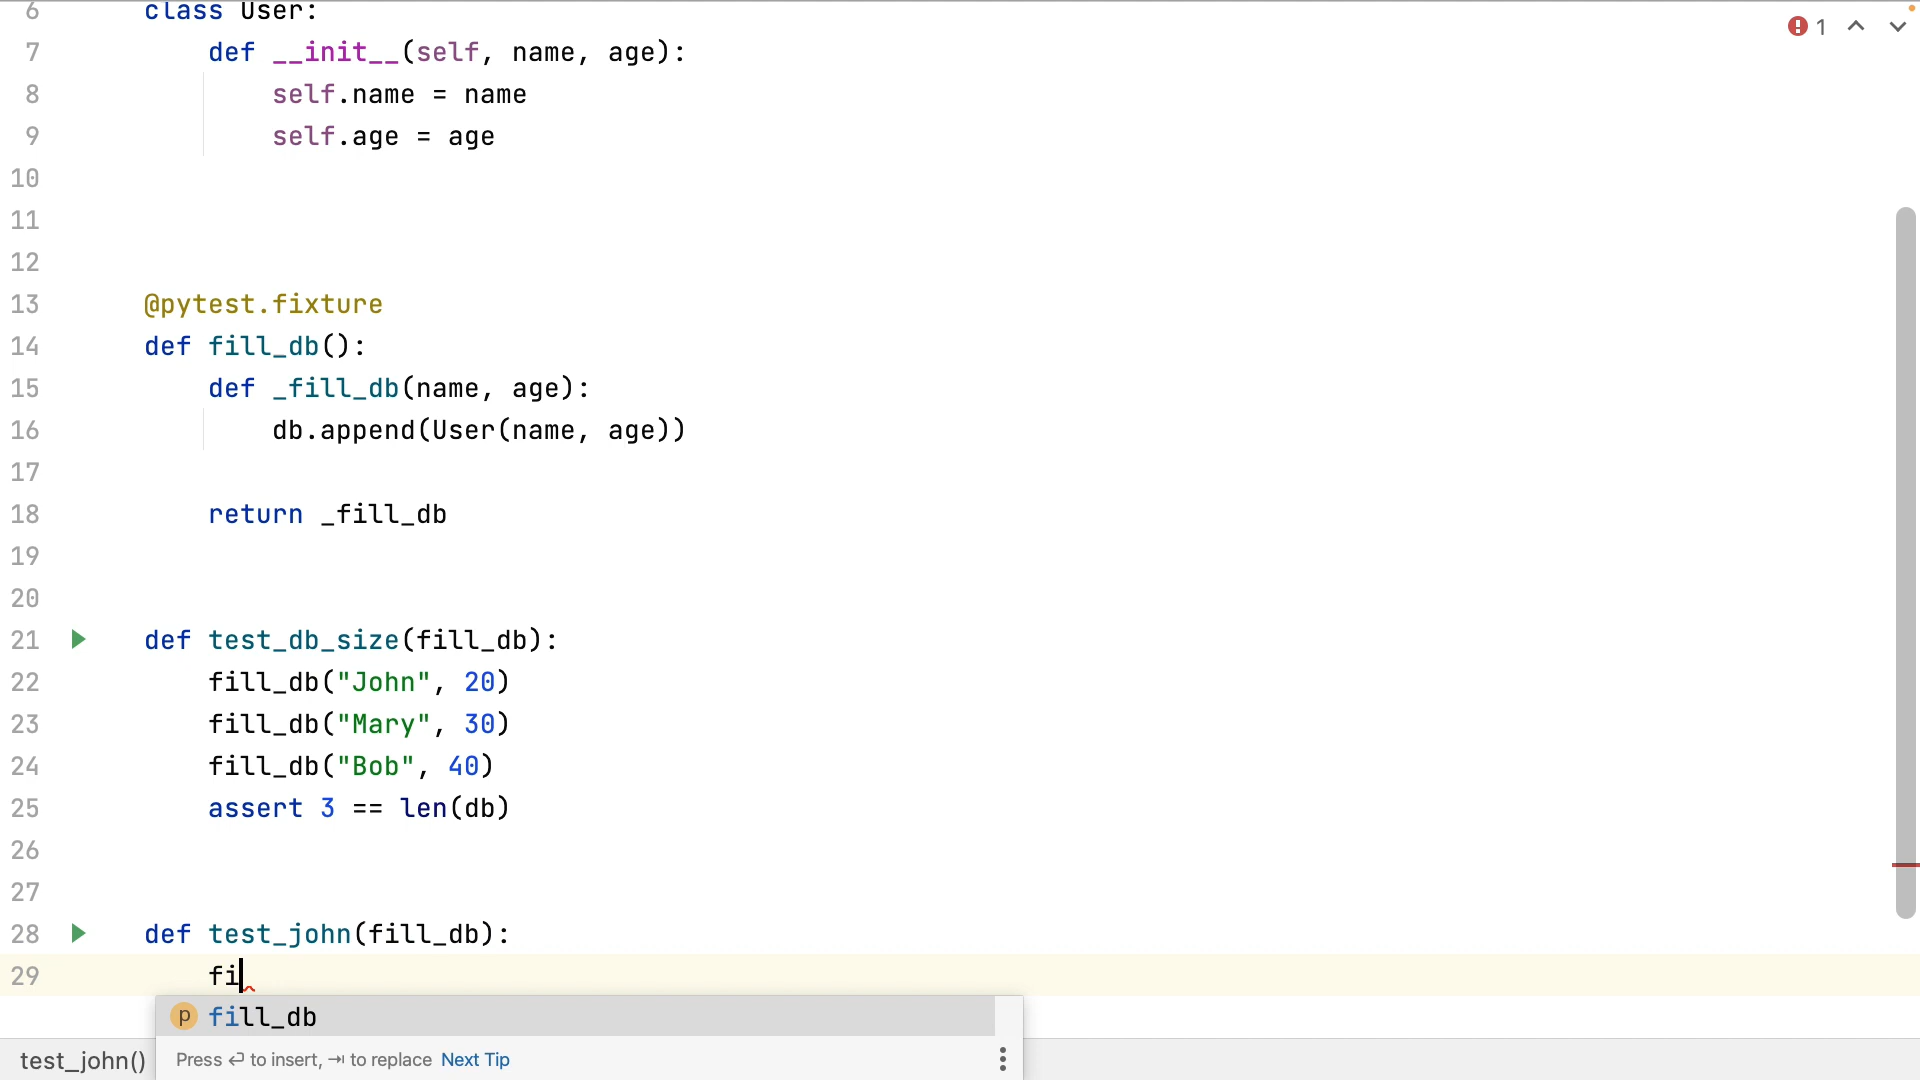 6 class User:
1
7 def __init__(self, name, age):
8 self.name = name
9 self.age = age
10
11
12
13 @pytest.fixture
14 def fill_db():
15 def _fill_db(name, age):
16 db.append(User(name, age))
17
18 return _fill_db
19
20
21 def test_db_size(fill_db):
22 fill_db("John", 20)
23 fill_db("Mary", 30)
24 fill_db("Bob", 40)
25 assert 3 == len(db)
26
27
28 def test_john(fill_db):
29 fi
p fill_db
Press ⏎ to insert, ⇥ to replace Next Tip
test_john()